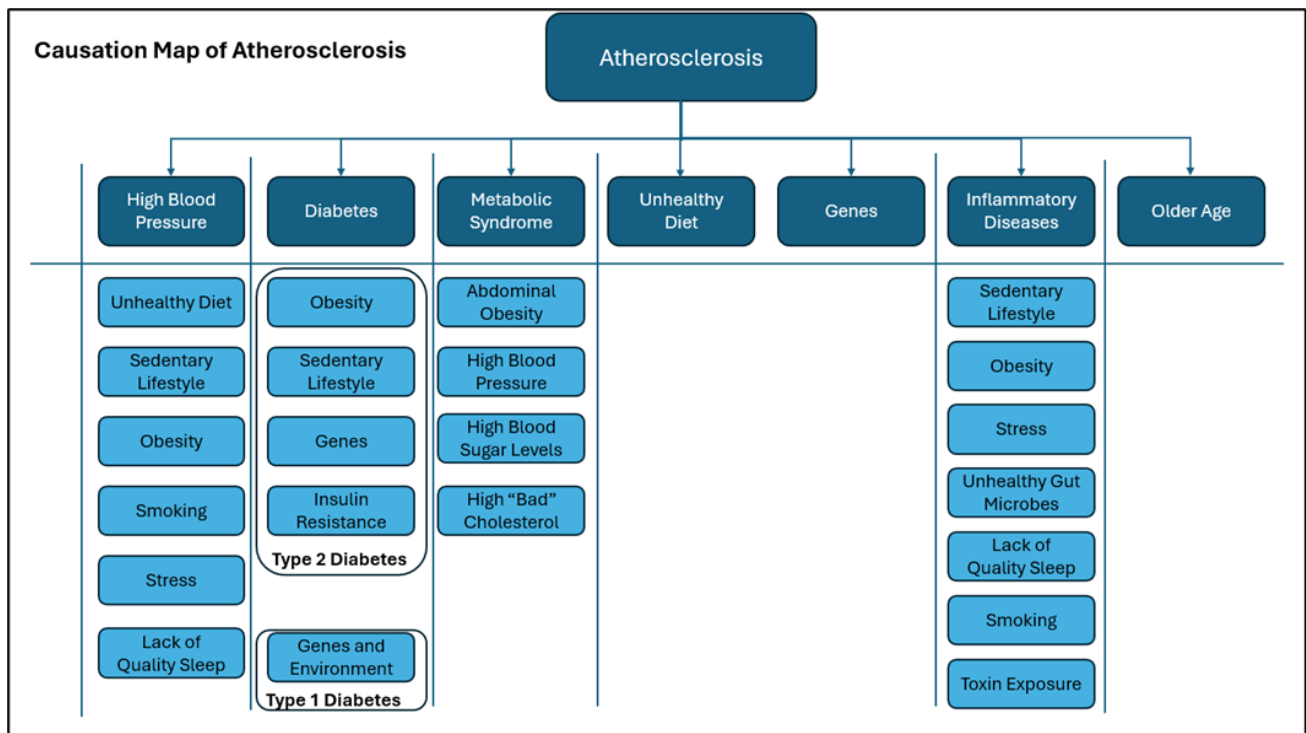 Causation Map of Atherosclerosis
Atherosclerosis
High Blood
Pressure
Diabetes
Metabolic
Syndrome
Unhealthy
Diet
Genes
Inflammatory
Diseases
Older Age
Unhealthy Diet
Sedentary
Lifestyle
Obesity
Smoking
Stress
Lack of
Quality Sleep
Obesity
Sedentary
Lifestyle
Genes
Insulin
Resistance
Type 2 Diabetes
Genes and
Environment
Type 1 Diabetes
Abdominal
Obesity
High Blood
Pressure
High Blood
Sugar Levels
High “Bad”
Cholesterol
Sedentary
Lifestyle
Obesity
Stress
Unhealthy Gut
Microbes
Lack of
Quality Sleep
Smoking
Toxin Exposure